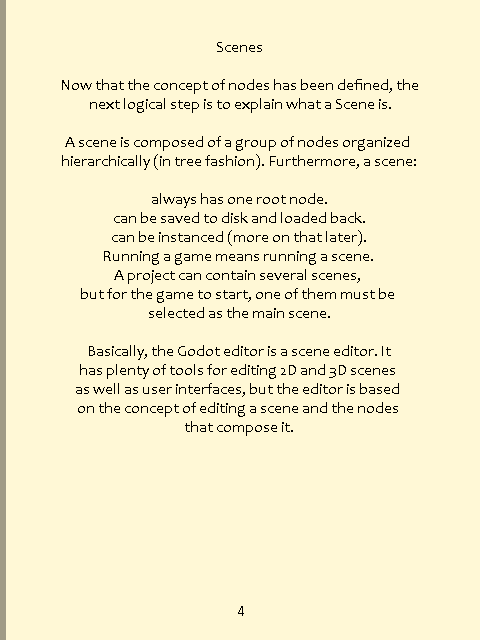 Scenes
Now that the concept of nodes has been defined, the
next logical step is to explain what a Scene is.
A scene is composed of a group of nodes organized
hierarchically (in tree fashion). Furthermore, a scene:
always has one root node.
can be saved to disk and loaded back.
can be instanced (more on that later).
Running a game means running a scene.
A project can contain several scenes,
but for the game to start, one of them must be
selected as the main scene.
Basically, the Godot editor is a scene editor. It
has plenty of tools for editing 2D and 3D scenes
as well as user interfaces, but the editor is based
on the concept of editing a scene and the nodes
that compose it.
4